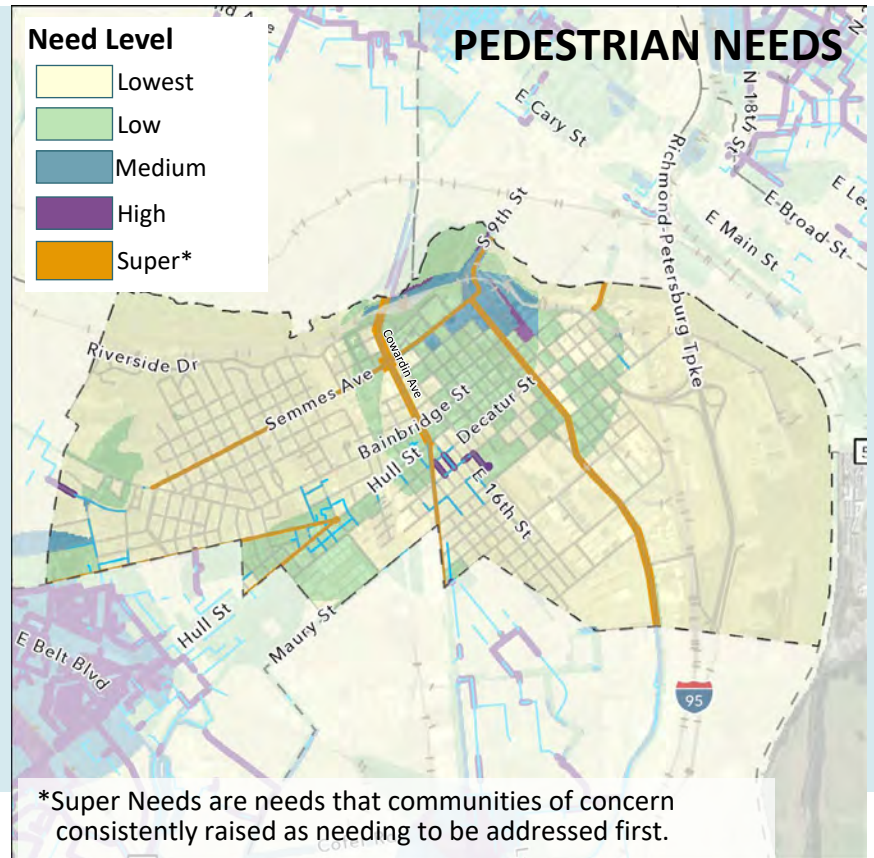 PEDESTRIAN NEEDS
Need Level
Lowest
Low
Medium
High
Super*
E Cary St
N 18th St
Richmond-Petersburg Tpke
E Broad St
E Main St
S 9th St
Riverside Dr
Cowardin Ave
Semmes Ave
Bainbridge St
Decatur St
Hull St
E 16th St
Hull St
Maury St
E Belt Blvd
95
*Super Needs are needs that communities of concern
consistently raised as needing to be addressed first.